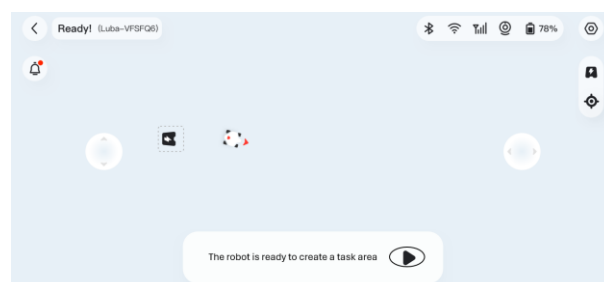 Ready! (Luba-VFSFQ6) 78%
The robot is ready to create a task area